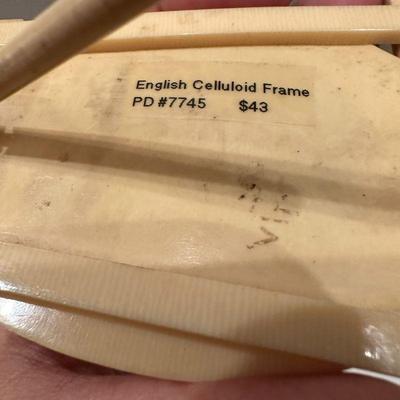 English Celluloid Frame
PD #7745 $43